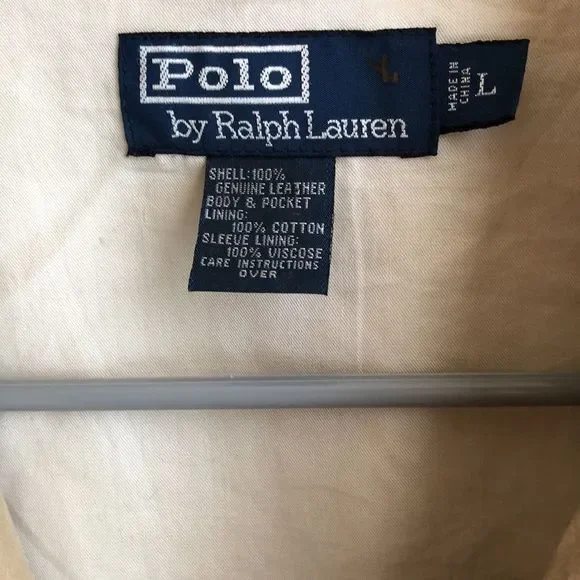 Polo
by Ralph Lauren
MADE IN
CHINA
L
SHELL:100%
GENUINE LEATHER
BODY & POCKET
LINING:
100% COTTON
SLEEVE LINING:
100% VISCOSE
CARE INSTRUCTIONS
OVER